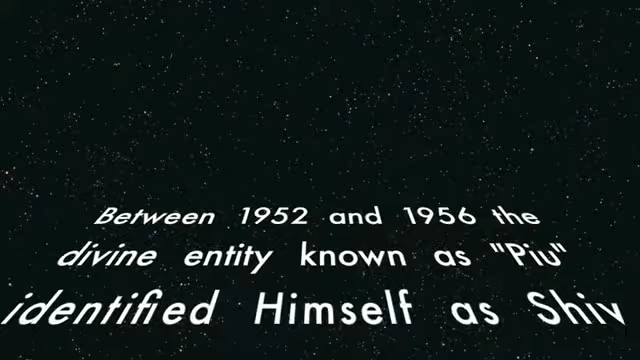 Between 1952 and 1956 the
divine entity known as "Piu"
identified Himself as Shiv